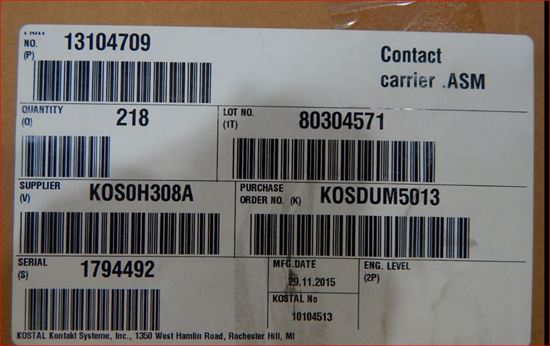 PART
NO. 13104709
(P)
Contact
carrier .ASM
QUANTITY
(Q) 218
LOT NO.
(1T) 80304571
SUPPLIER
(V) KOS0H308A
PURCHASE
ORDER NO. (K) KOSDUM5013
SERIAL
(S) 1794492
MFG.DATE
29.11.2015
KOSTAL No
10104513
ENG. LEVEL
(2P)
KOSTAL Kontakt Systeme, Inc., 1350 West Hamlin Road, Rochester Hill, MI